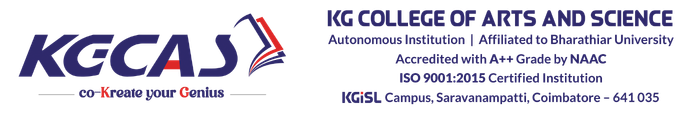 KGCAS
co-Kreate your Genius
KG COLLEGE OF ARTS AND SCIENCE
Autonomous Institution | Affiliated to Bharathiar University
Accredited with A++ Grade by NAAC
ISO 9001:2015 Certified Institution
KGiSL Campus, Saravanampatti, Coimbatore – 641 035